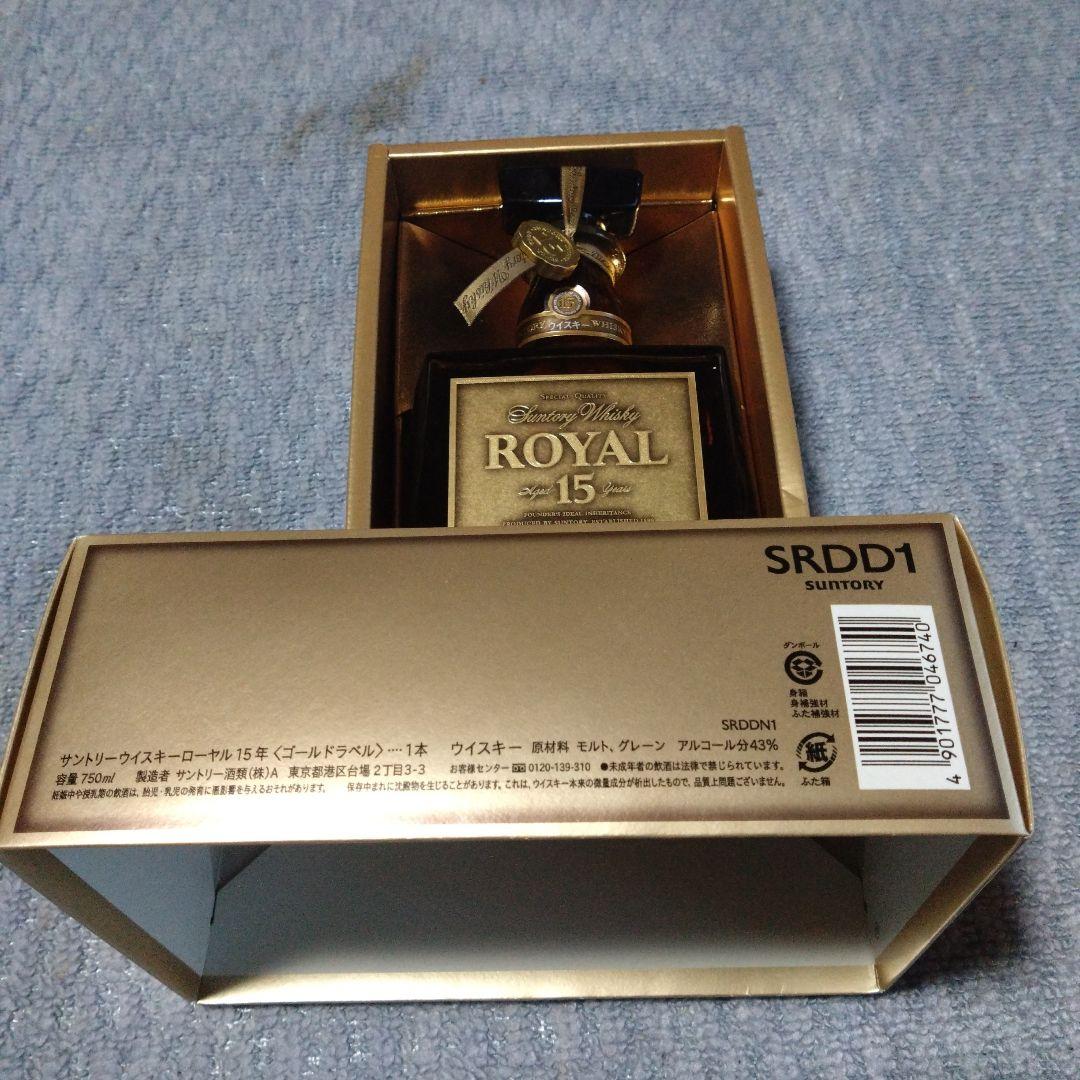 Suntory Whisky
15
ウイスキー
SPECIAL QUALITY
Suntory Whisky
ROYAL
Aged 15 Years
FOUNDER'S IDEAL INHERITANCE
PRODUCED BY SUNTORY, ESTABLISHED
SRDD1
SUNTORY
ダンボール
身箱
身補強材
ふた補強材
紙
ふた箱
4 901777 046740
SRDDN1
サントリーウイスキーローヤル15年〈ゴールドラベル〉‥‥1本 ウイスキー 原材料 モルト、グレーン アルコール分43%
容量 750ml 製造者 サントリー酒類(株)A 東京都港区台場2丁目3-3 お客様センター 0120-139-310 ●未成年者の飲酒は法律で禁じられています。
妊娠中や授乳期の飲酒は、胎児・乳児の発育に悪影響を与えるおそれがあります。 保存中まれに沈殿物を生じることがあります。これは、ウイスキー本来の微量成分が析出したもので、品質上問題ございません。